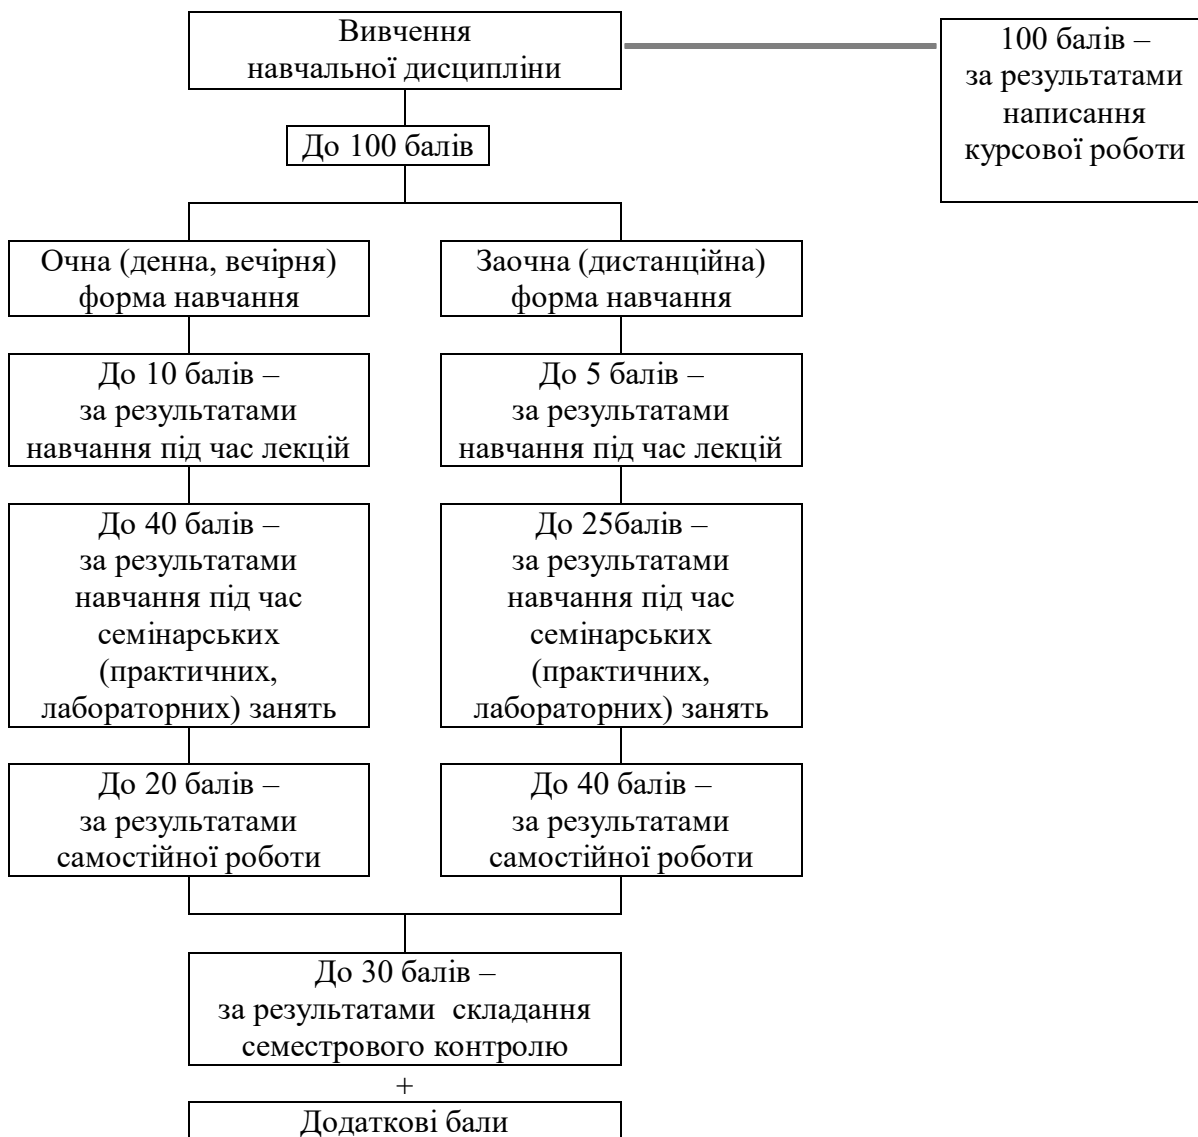 Вивчення
навчальної дисципліни
100 балів –
за результатами
написання
курсової роботи
До 100 балів
Очна (денна, вечірня)
форма навчання
Заочна (дистанційна)
форма навчання
До 10 балів –
за результатами
навчання під час лекцій
До 5 балів –
за результатами
навчання під час лекцій
До 40 балів –
за результатами
навчання під час
семінарських
(практичних,
лабораторних) занять
До 25балів –
за результатами
навчання під час
семінарських
(практичних,
лабораторних) занять
До 20 балів –
за результатами
самостійної роботи
До 40 балів –
за результатами
самостійної роботи
До 30 балів –
за результатами складання
семестрового контролю
+
Додаткові бали